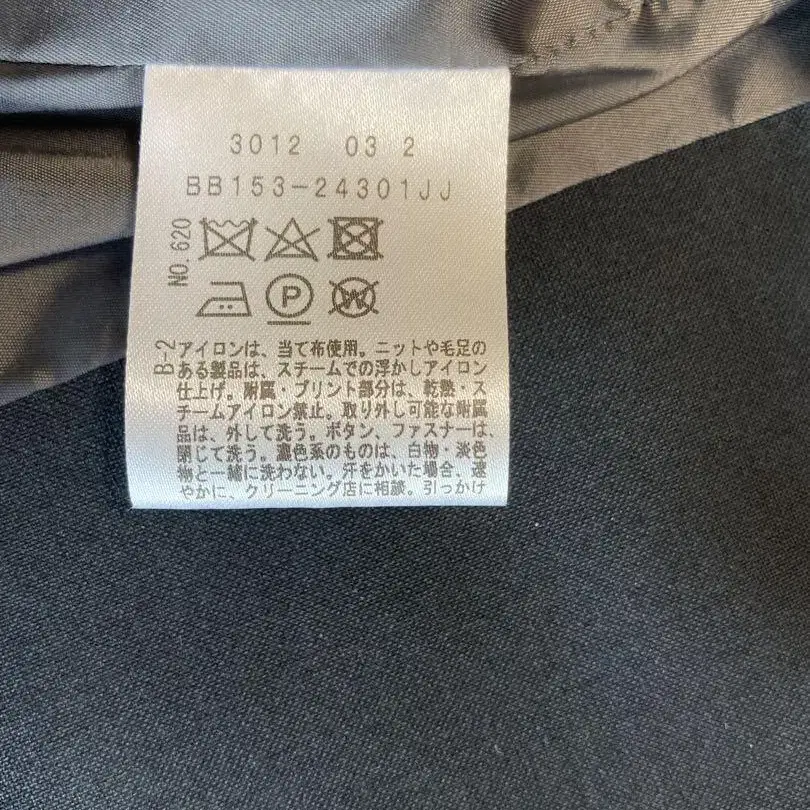 3012 03 2
BB153-24301JJ
NO.620
P
W
B-2
アイロンは、当て布使用。ニットや毛足の
ある製品は、スチームでの浮かしアイロン
仕上げ。附属・プリント部分は、乾熱・ス
チームアイロン禁止。取り外し可能な附属
品は、外して洗う。ボタン、ファスナーは、
閉じて洗う。濃色系のものは、白物・淡色
物と一緒に洗わない。汗をかいた場合、速
やかに、クリーニング店に相談。引っかけ